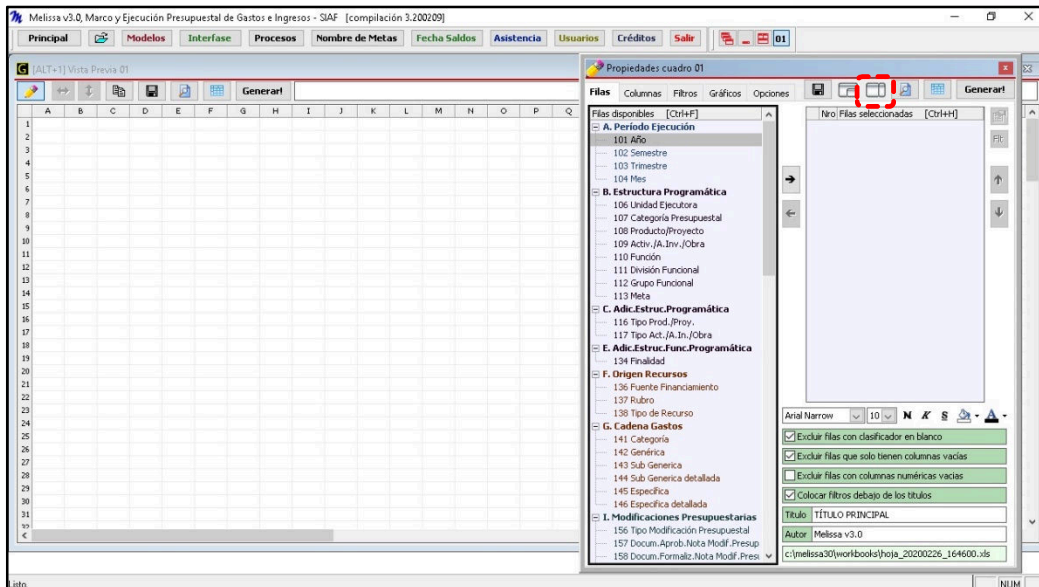 Melissa v3.0, Marco y Ejecución Presupuestal de Gastos e Ingresos - SIAF [compilación 3.200209]
Principal Modelos Interfase Procesos Nombre de Metas Fecha Saldos Asistencia Usuarios Créditos Salir 01
G [ALT+1] Vista Previa 01
Generar!
A B C D E F G H I J K L M N O P Q
1
2
3
4
5
6
7
8
9
10
11
12
13
14
15
16
17
18
19
20
21
22
23
24
25
26
27
28
29
30
31
32
Propiedades cuadro 01
Filas Columnas Filtros Gráficos Opciones Generar!
Filas disponibles [Ctrl+F]
A. Período Ejecución
101 Año
102 Semestre
103 Trimestre
104 Mes
B. Estructura Programática
106 Unidad Ejecutora
107 Categoría Presupuestal
108 Producto/Proyecto
109 Activ./A.Inv./Obra
110 Función
111 División Funcional
112 Grupo Funcional
113 Meta
C. Adic.Estruc.Programática
116 Tipo Prod./Proy.
117 Tipo Act./A.In./Obra
E. Adic.Estruc.Func.Programática
134 Finalidad
F. Origen Recursos
136 Fuente Financiamiento
137 Rubro
138 Tipo de Recurso
G. Cadena Gastos
141 Categoría
142 Genérica
143 Sub Generica
144 Sub Generica detallada
145 Específica
146 Específica detallada
I. Modificaciones Presupuestarias
156 Tipo Modificación Presupuestal
157 Docum.Aprob.Nota Modif.Presup
158 Docum.Formaliz.Nota Modif.Presu
Nro Filas seleccionadas [Ctrl+H]
Flt
Arial Narrow 10 N K S A
Excluir filas con clasificador en blanco
Excluir filas que solo tienen columnas vacías
Excluir filas con columnas numéricas vacias
Colocar filtros debajo de los titulos
Titulo TÍTULO PRINCIPAL
Autor Melissa v3.0
c:\melissa30\workbooks\hoja_20200226_164600.xls
Listo
NUM